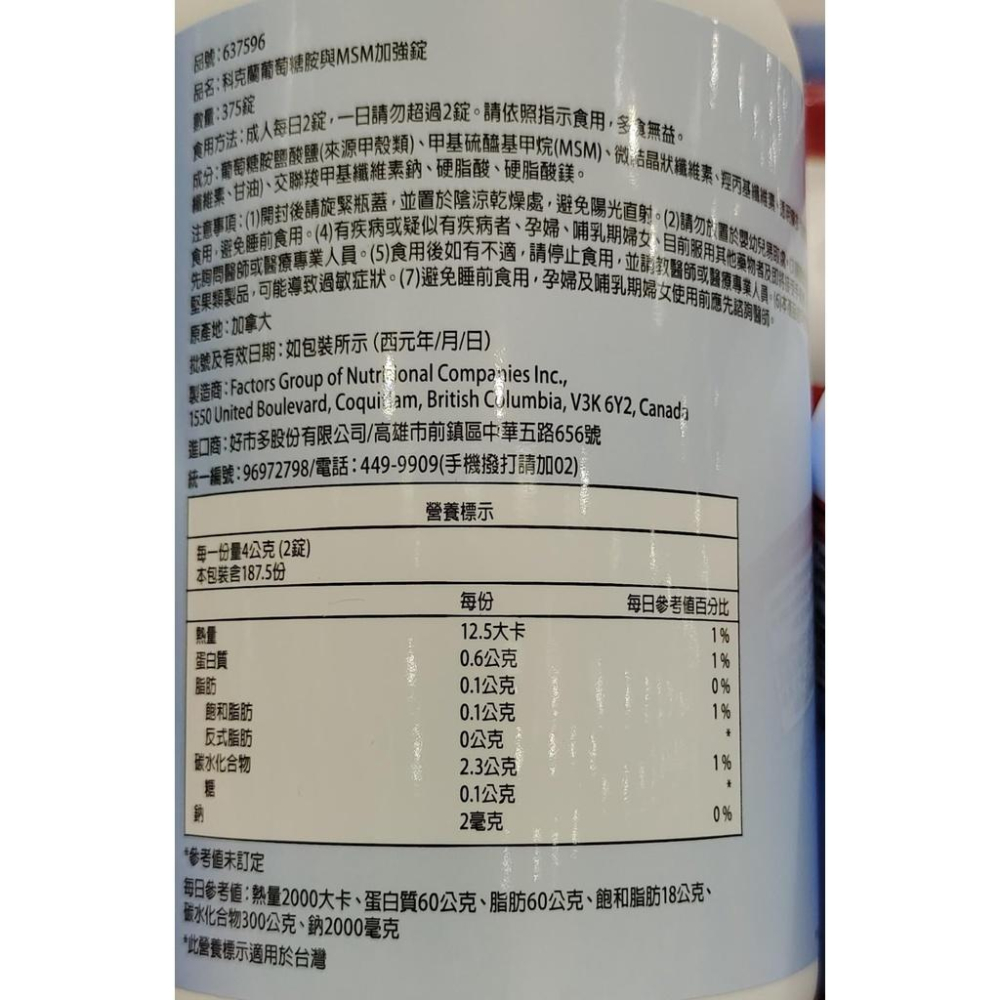 品號:637596
品名:科克蘭葡萄糖胺與MSM加強錠
數量:375錠
食用方法:成人每日2錠,一日請勿超過2錠。請依照指示食用,多食無益。
成分:葡萄糖胺鹽酸鹽(來源甲殼類)、甲基硫醯基甲烷(MSM)、微結晶狀纖維素、羥丙基纖維素、
纖維素、甘油)、交聯羧甲基纖維素鈉、硬脂酸、硬脂酸鎂。
注意事項:(1)開封後請旋緊瓶蓋,並置於陰涼乾燥處,避免陽光直射。(2)請勿放置於嬰幼兒
食用,避免睡前食用。(4)有疾病或疑似有疾病者、孕婦、哺乳期婦女、目前服用其他藥物者及
先詢問醫師或醫療專業人員。(5)食用後如有不適,請停止食用,並請教醫師或醫療專業人員。
堅果類製品,可能導致過敏症狀。(7)避免睡前食用,孕婦及哺乳期婦女使用前應先諮詢醫師。
原產地:加拿大
批號及有效日期:如包裝所示 (西元年/月/日)
製造商:Factors Group of Nutritional Companies Inc.,
1550 United Boulevard, Coquitlam, British Columbia, V3K 6Y2, Canada
進口商:好市多股份有限公司/高雄市前鎮區中華五路656號
統一編號:96972798/電話:449-9909(手機撥打請加02)
營養標示
每一份量4公克 (2錠)
本包裝含187.5份
每份 每日參考值百分比
熱量 12.5大卡 1%
蛋白質 0.6公克 1%
脂肪 0.1公克 0%
飽和脂肪 0.1公克 1%
反式脂肪 0公克 *
碳水化合物 2.3公克 1%
糖 0.1公克 *
鈉 2毫克 0%
*參考值未訂定
每日參考值:熱量2000大卡、蛋白質60公克、脂肪60公克、飽和脂肪18公克、
碳水化合物300公克、鈉2000毫克
*此營養標示適用於台灣